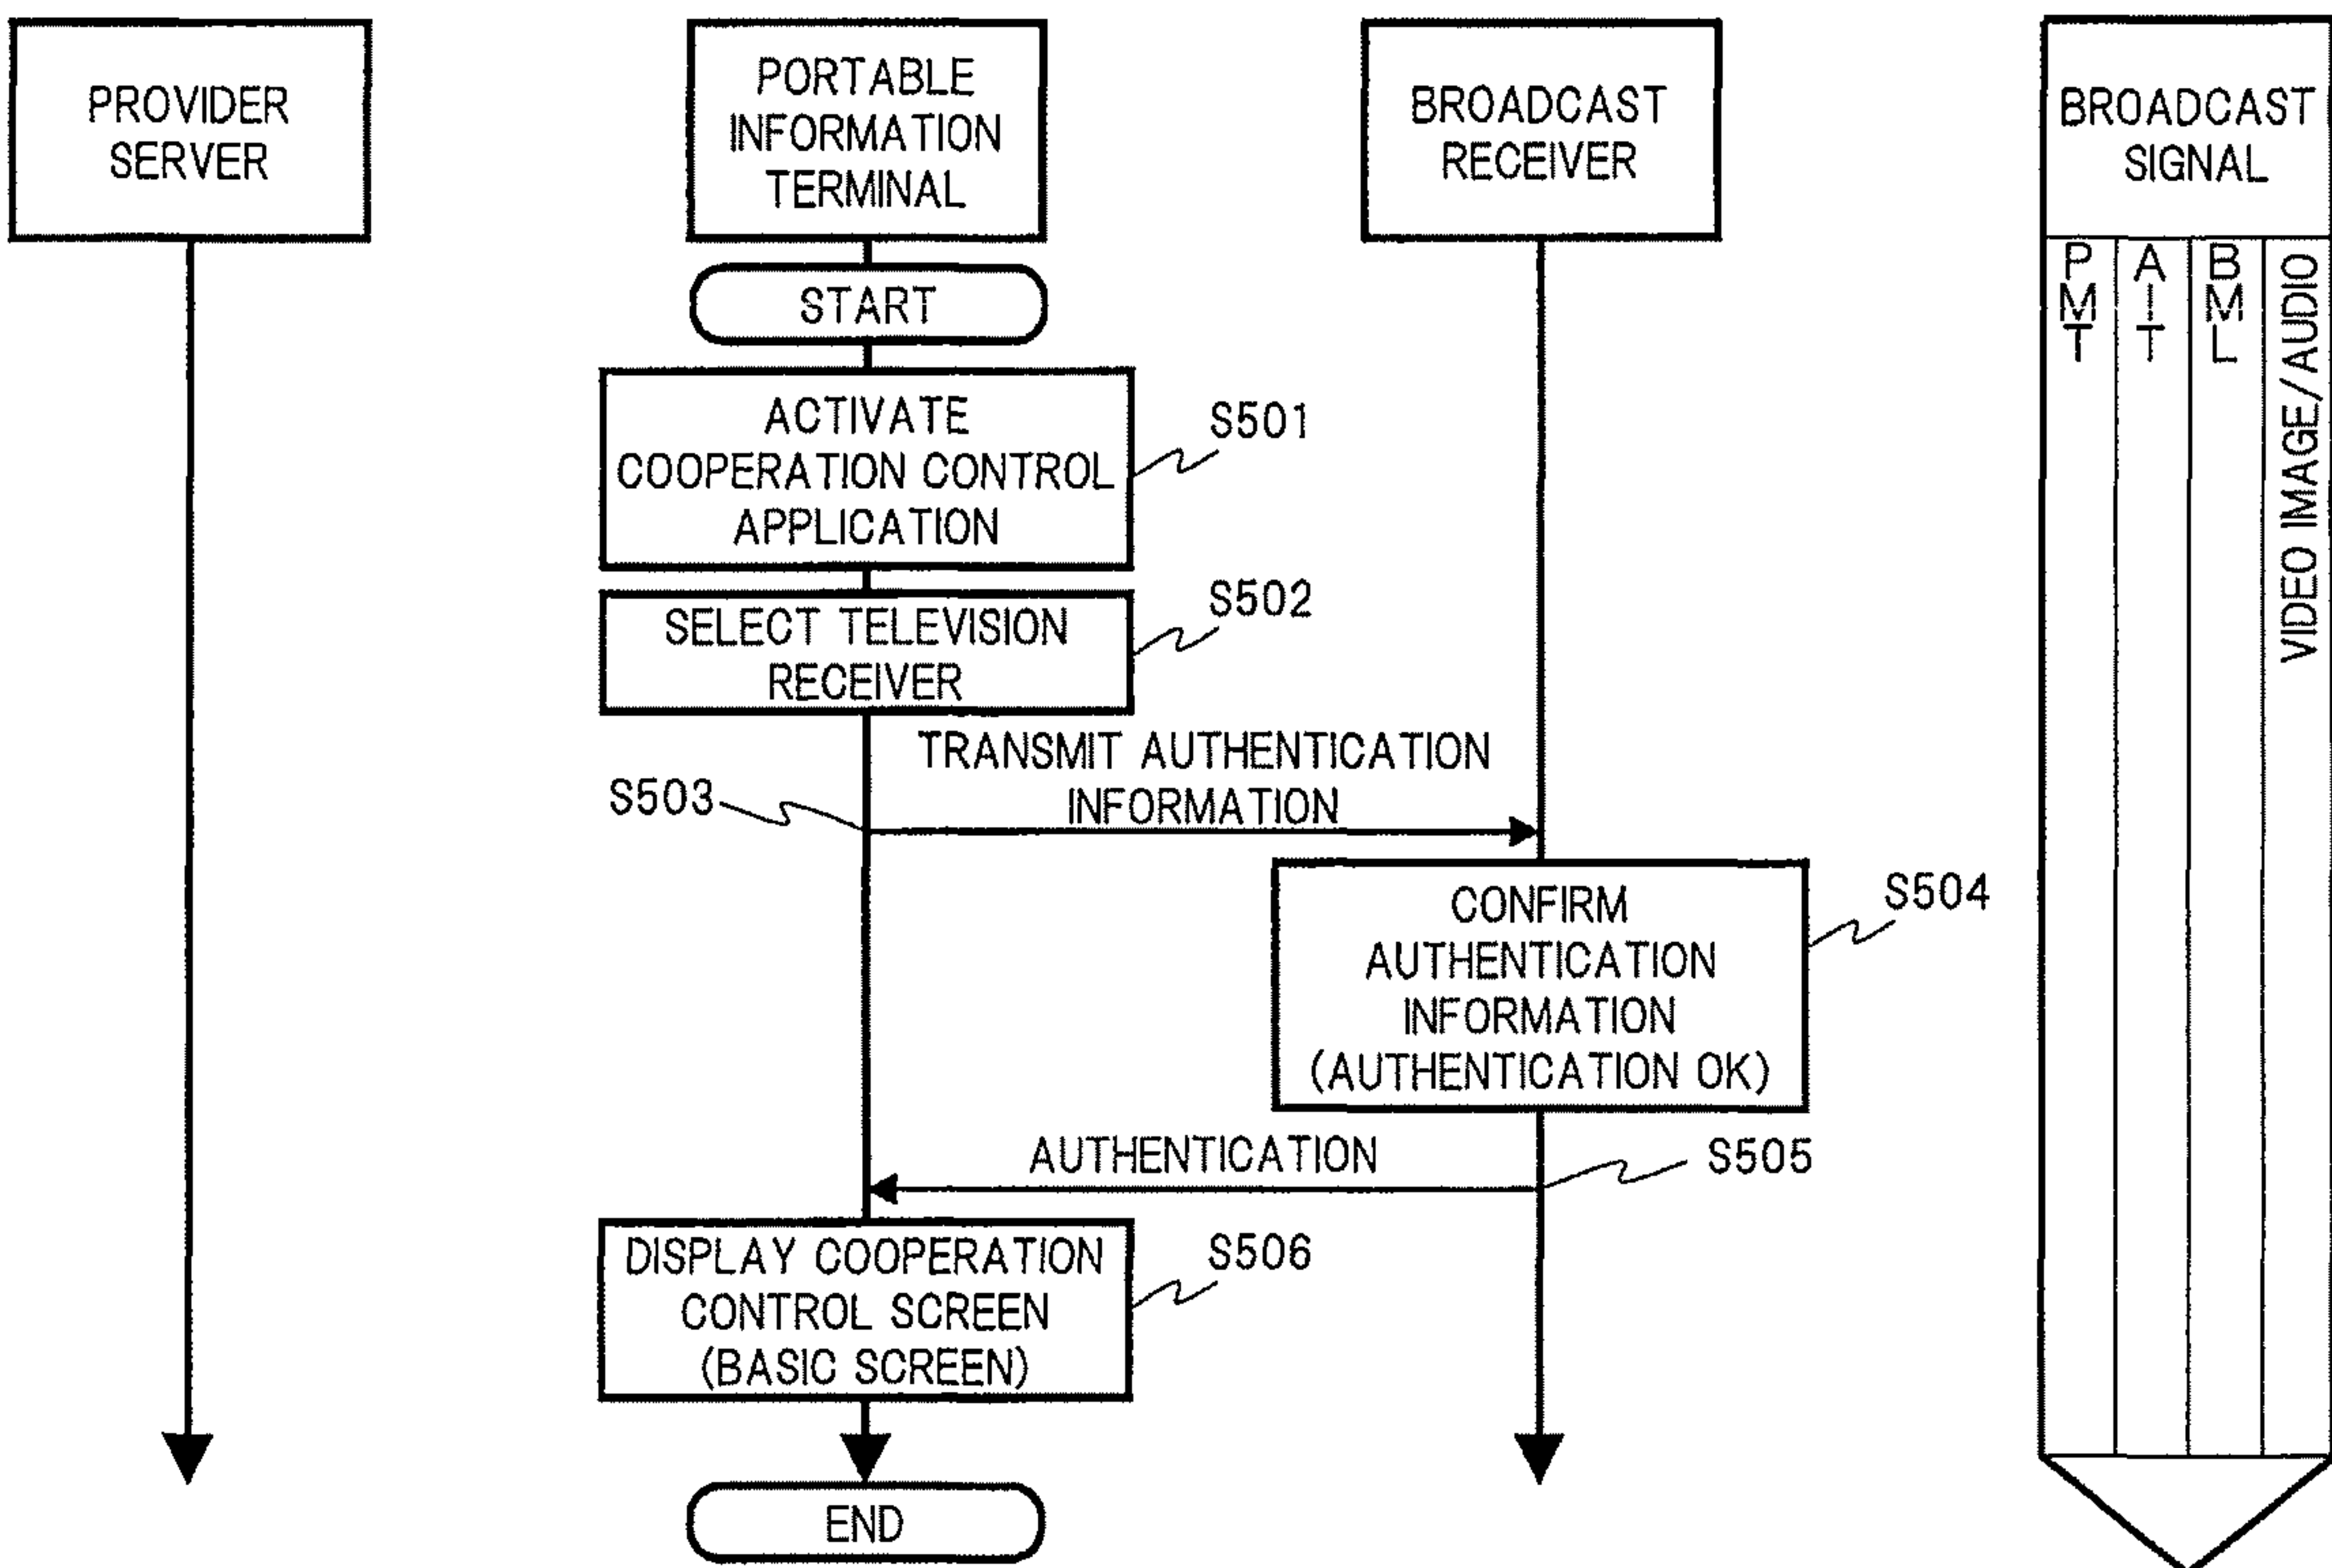 PROVIDER
SERVER
PORTABLE
INFORMATION
TERMINAL
BROADCAST
RECEIVER
BROADCAST
SIGNAL
PMT
AIT
BML
VIDEO IMAGE/AUDIO
START
ACTIVATE
COOPERATION CONTROL
APPLICATION
S501
SELECT TELEVISION
RECEIVER
S502
TRANSMIT AUTHENTICATION
INFORMATION
S503
CONFIRM
AUTHENTICATION
INFORMATION
(AUTHENTICATION OK)
S504
AUTHENTICATION
S505
DISPLAY COOPERATION
CONTROL SCREEN
(BASIC SCREEN)
S506
END